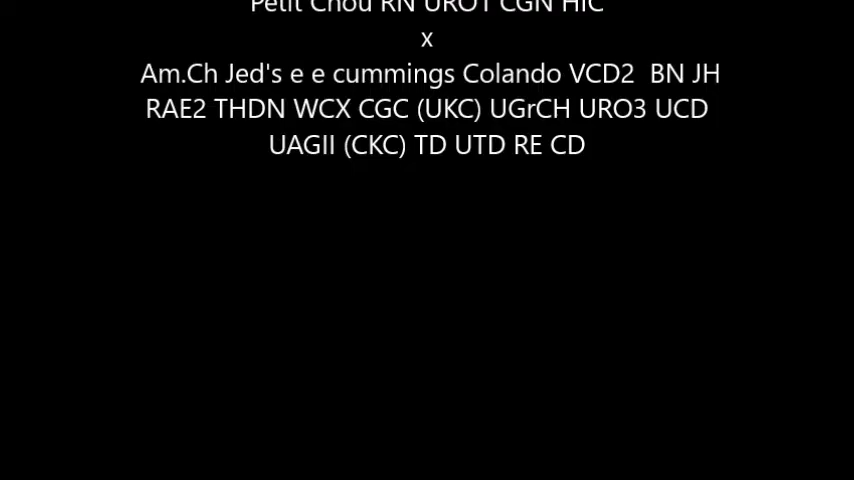 Petit Chou RN URO1 CGN HIC
x
Am.Ch Jed's e e cummings Colando VCD2 BN JH
RAE2 THDN WCX CGC (UKC) UGrCH URO3 UCD
UAGII (CKC) TD UTD RE CD